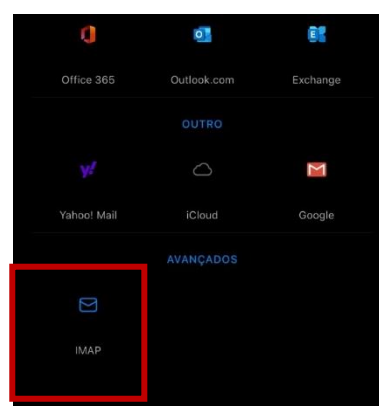 Office 365 Outlook.com Exchange
OUTRO
Yahoo! Mail iCloud Google
AVANÇADOS
IMAP